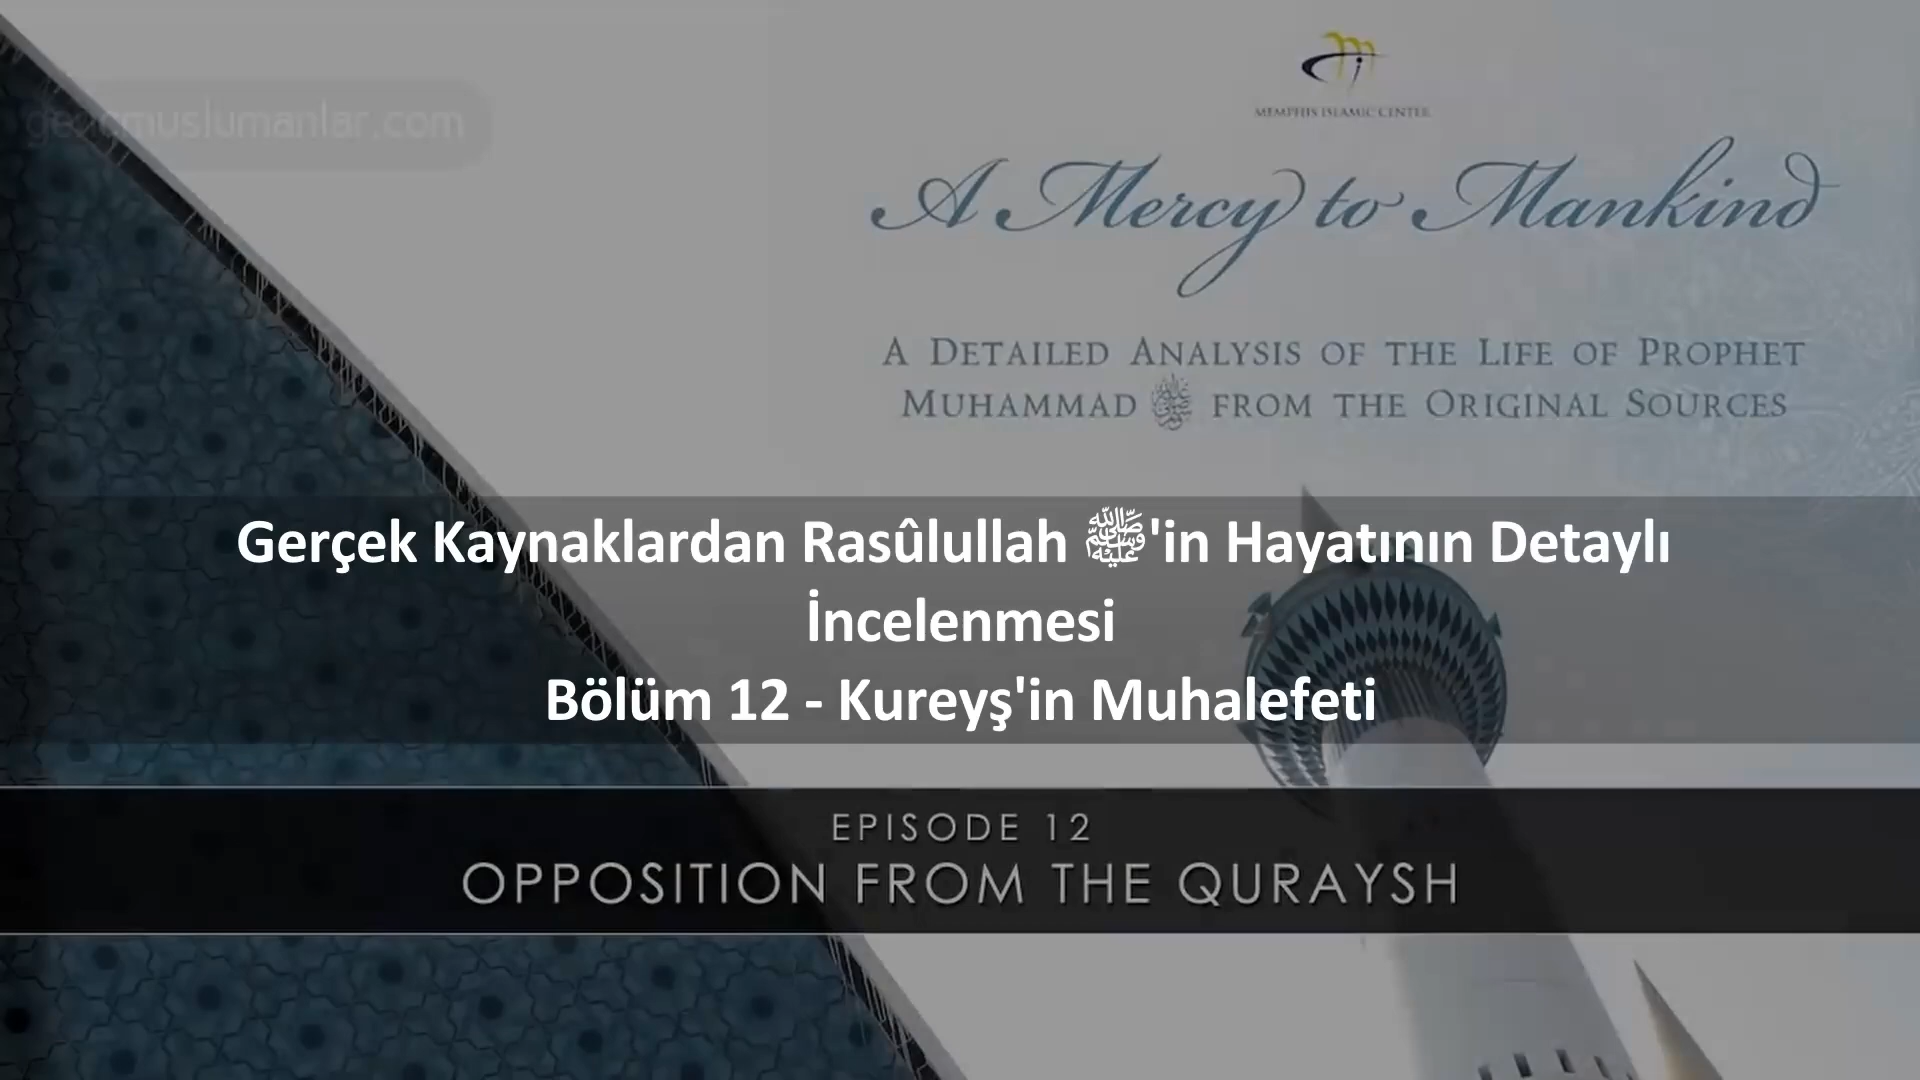 muslumanlar.com
MEMPHIS ISLAMIC CENTER
A Mercy to Mankind
A DETAILED ANALYSIS OF THE LIFE OF PROPHET
MUHAMMAD ﷺ FROM THE ORIGINAL SOURCES
Gerçek Kaynaklardan Rasûlullah ﷺ'in Hayatının Detaylı
İncelenmesi
Bölüm 12 - Kureyş'in Muhalefeti
EPISODE 12
OPPOSITION FROM THE QURAYSH